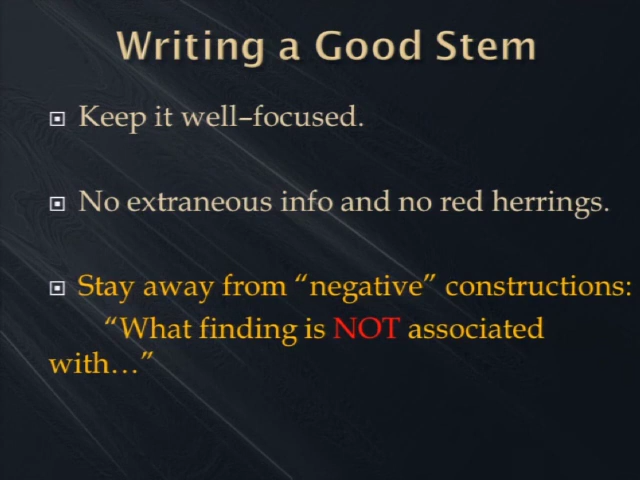 Writing a Good Stem
Keep it well–focused.
No extraneous info and no red herrings.
Stay away from “negative” constructions:
“What finding is NOT associated
with…”